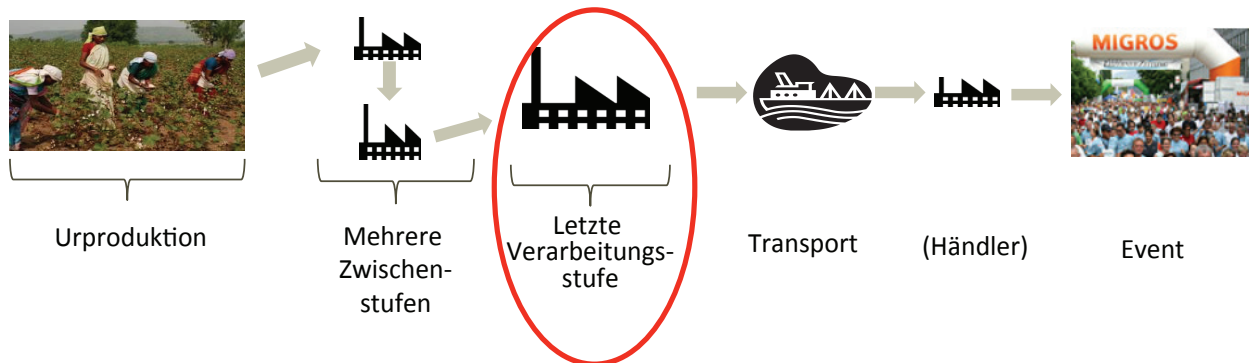 MIGROS
Urproduktion
Mehrere
Zwischen-
stufen
Letzte
Verarbeitungs-
stufe
Transport
(Händler)
Event